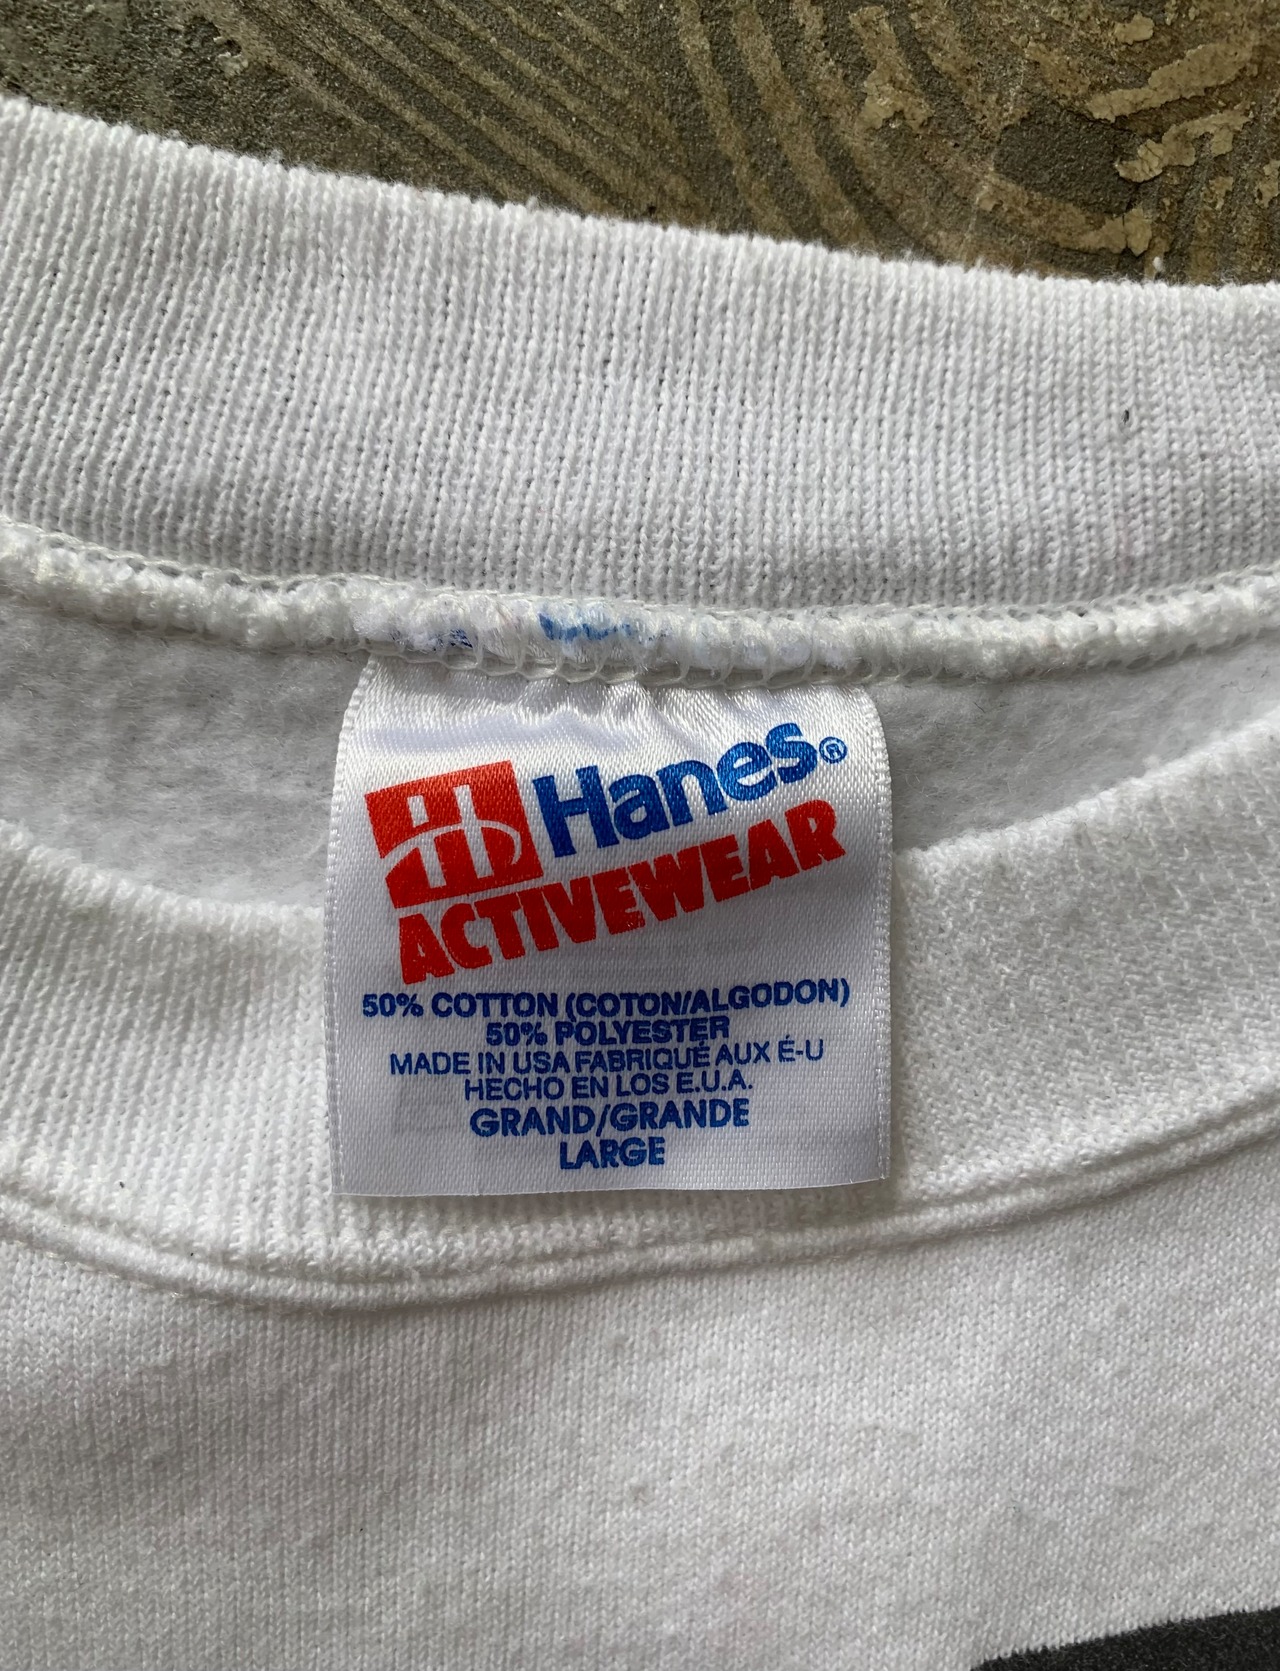 Hanes®
ACTIVEWEAR
50% COTTON (COTON/ALGODON)
50% POLYESTER
MADE IN USA FABRIQUÉ AUX É-U
HECHO EN LOS E.U.A.
GRAND/GRANDE
LARGE